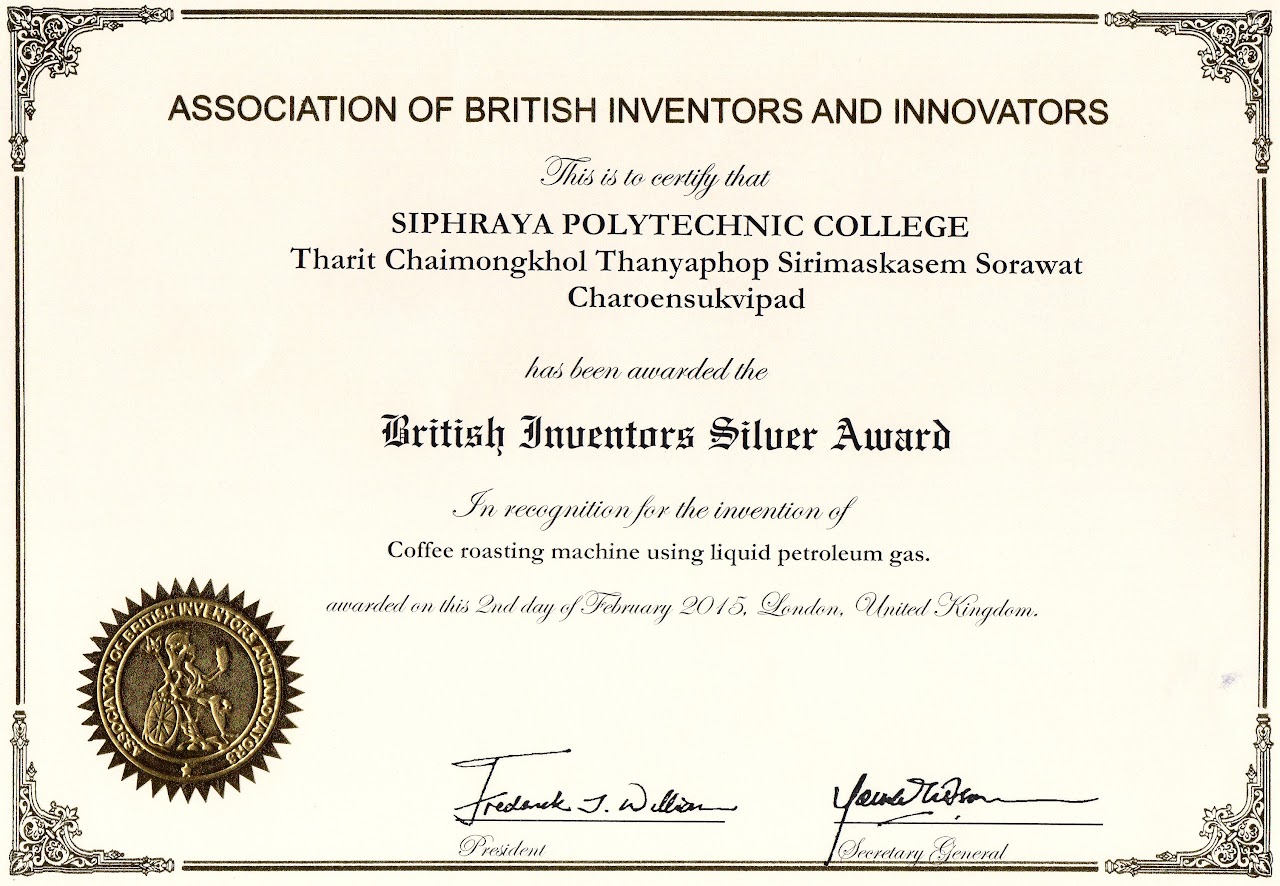 ASSOCIATION OF BRITISH INVENTORS AND INNOVATORS
This is to certify that
SIPHRAYA POLYTECHNIC COLLEGE
Tharit Chaimongkhol Thanyaphop Sirimaskasem Sorawat
Charoensukvipad
has been awarded the
British Inventors Silver Award
In recognition for the invention of
Coffee roasting machine using liquid petroleum gas.
awarded on this 2nd day of February 2015, London, United Kingdom.
ASSOCIATION OF BRITISH INVENTORS AND INNOVATORS
Frederick J. William
President
Secretary General